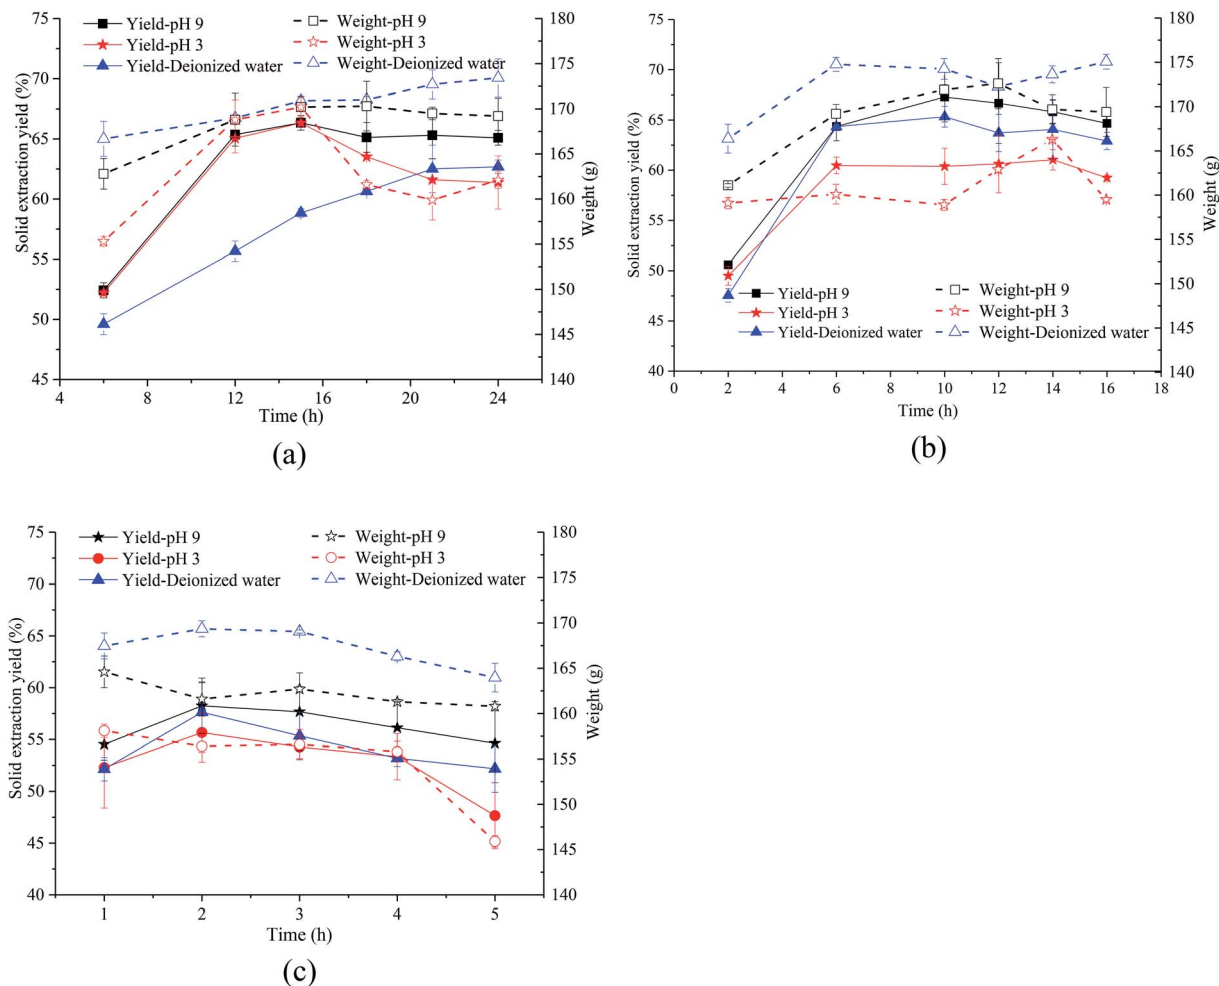 75
70
65
60
55
50
45
Solid extraction yield (%)
Yield-pH 9
Yield-pH 3
Yield-Deionized water
Weight-pH 9
Weight-pH 3
Weight-Deionized water
180
175
170
165
160
155
150
145
140
Weight (g)
4 8 12 16 20 24
Time (h)
(a)
75
70
65
60
55
50
45
40
Solid extraction yield (%)
Yield-pH 9
Yield-pH 3
Yield-Deionized water
Weight-pH 9
Weight-pH 3
Weight-Deionized water
180
175
170
165
160
155
150
145
140
Weight (g)
0 2 4 6 8 10 12 14 16 18
Time (h)
(b)
75
70
65
60
55
50
45
40
Solid extraction yield (%)
Yield-pH 9
Yield-pH 3
Yield-Deionized water
Weight-pH 9
Weight-pH 3
Weight-Deionized water
180
175
170
165
160
155
150
145
140
Weight (g)
1 2 3 4 5
Time (h)
(c)